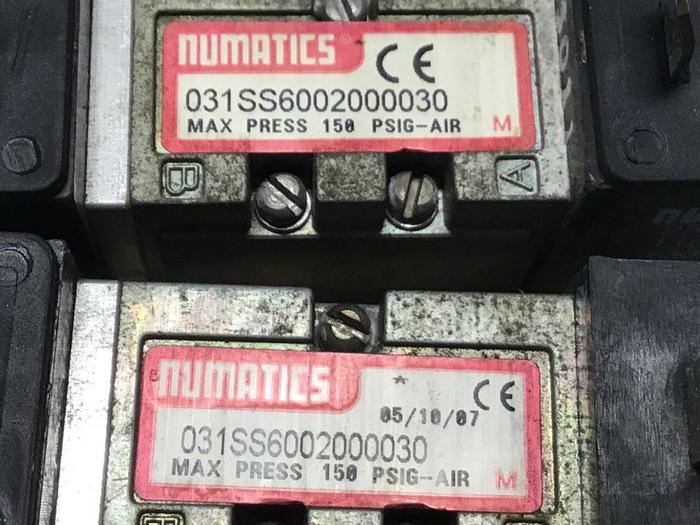 NUMATICS®
CE
031SS6002000030
MAX PRESS 150 PSIG-AIR M
B A
NUMATICS
* CE
05/10/07
031SS6002000030
MAX PRESS 150 PSIG-AIR M